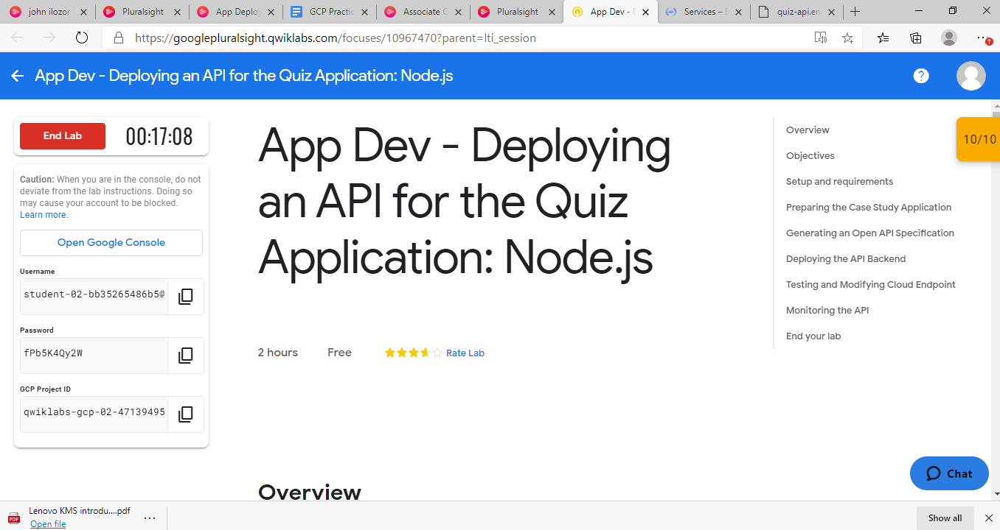 john ilozor
Pluralsight
App Deploy
GCP Practic
Associate C
Pluralsight
App Dev - D
Services – E
quiz-api.en
https://googlepluralsight.qwiklabs.com/focuses/10967470?parent=lti_session
App Dev - Deploying an API for the Quiz Application: Node.js
?
End Lab
00:17:08
Caution: When you are in the console, do not
deviate from the lab instructions. Doing so
may cause your account to be blocked.
Learn more.
Open Google Console
Username
student-02-bb35265486b5@
Password
fPb5K4Qy2W
GCP Project ID
qwiklabs-gcp-02-47139495
App Dev - Deploying
an API for the Quiz
Application: Node.js
2 hours
Free
Rate Lab
Overview
Overview
Objectives
Setup and requirements
Preparing the Case Study Application
Generating an Open API Specification
Deploying the API Backend
Testing and Modifying Cloud Endpoint
Monitoring the API
End your lab
10/10
Chat
PDF
Lenovo KMS introdu....pdf
Open file
Show all